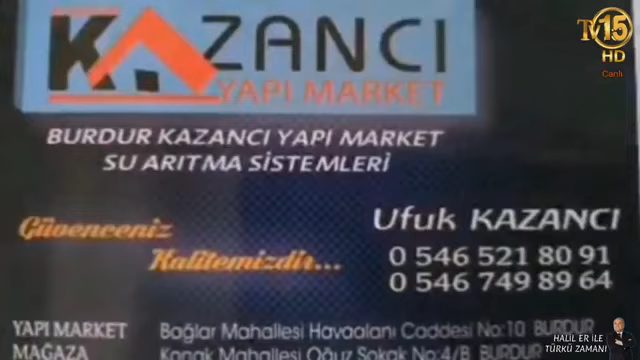 KAZANCI
YAPI MARKET
TV15
HD
Canlı
BURDUR KAZANCI YAPI MARKET
SU ARITMA SİSTEMLERİ
Güvenceniz
Kalitemizdir...
Ufuk KAZANCI
0 546 521 80 91
0 546 749 89 64
YAPI MARKET Bağlar Mahallesi Havaalanı Caddesi No:10 BURDUR
MAĞAZA Konak Mahallesi Oğuz Sokak No:4/B BURDUR
HALİL ER İLE
TÜRKÜ ZAMANI